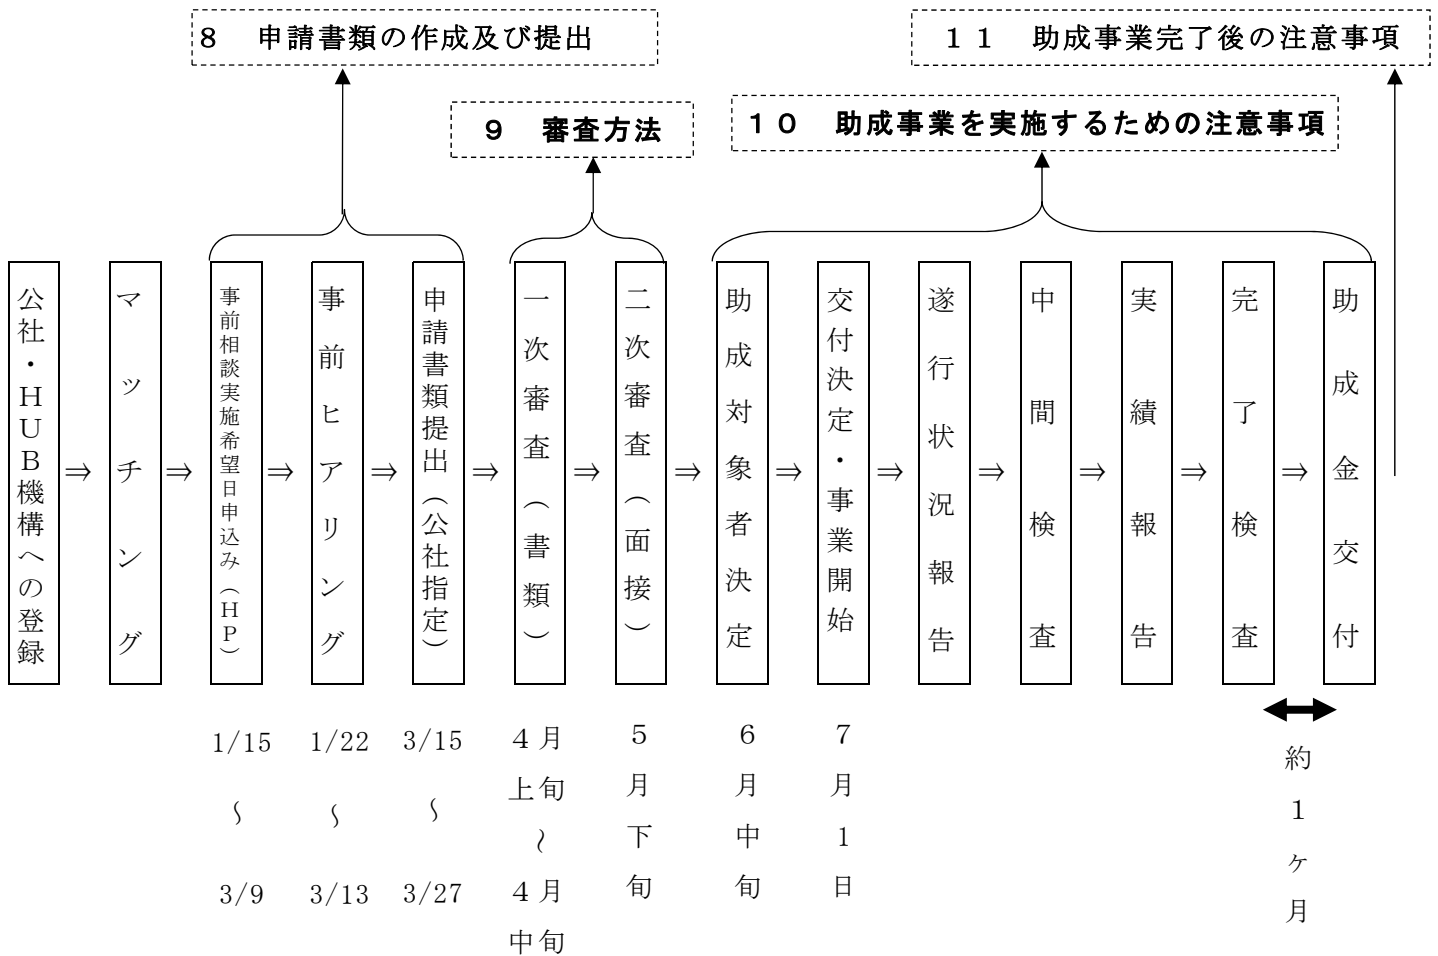 ８　申請書類の作成及び提出
１１　助成事業完了後の注意事項
９　審査方法
１０　助成事業を実施するための注意事項
公社・ＨＵＢ機構への登録
⇒
マッチング
⇒
事前相談実施希望日申込み（ＨＰ）
⇒
事前ヒアリング
⇒
申請書類提出（公社指定）
⇒
一次審査（書類）
⇒
二次審査（面接）
⇒
助成対象者決定
⇒
交付決定・事業開始
⇒
遂行状況報告
⇒
中間検査
⇒
実績報告
⇒
完了検査
⇒
助成金交付
1/15～3/9
1/22～3/13
3/15～3/27
４月上旬～４月中旬
５月下旬
６月中旬
７月１日
約１ヶ月